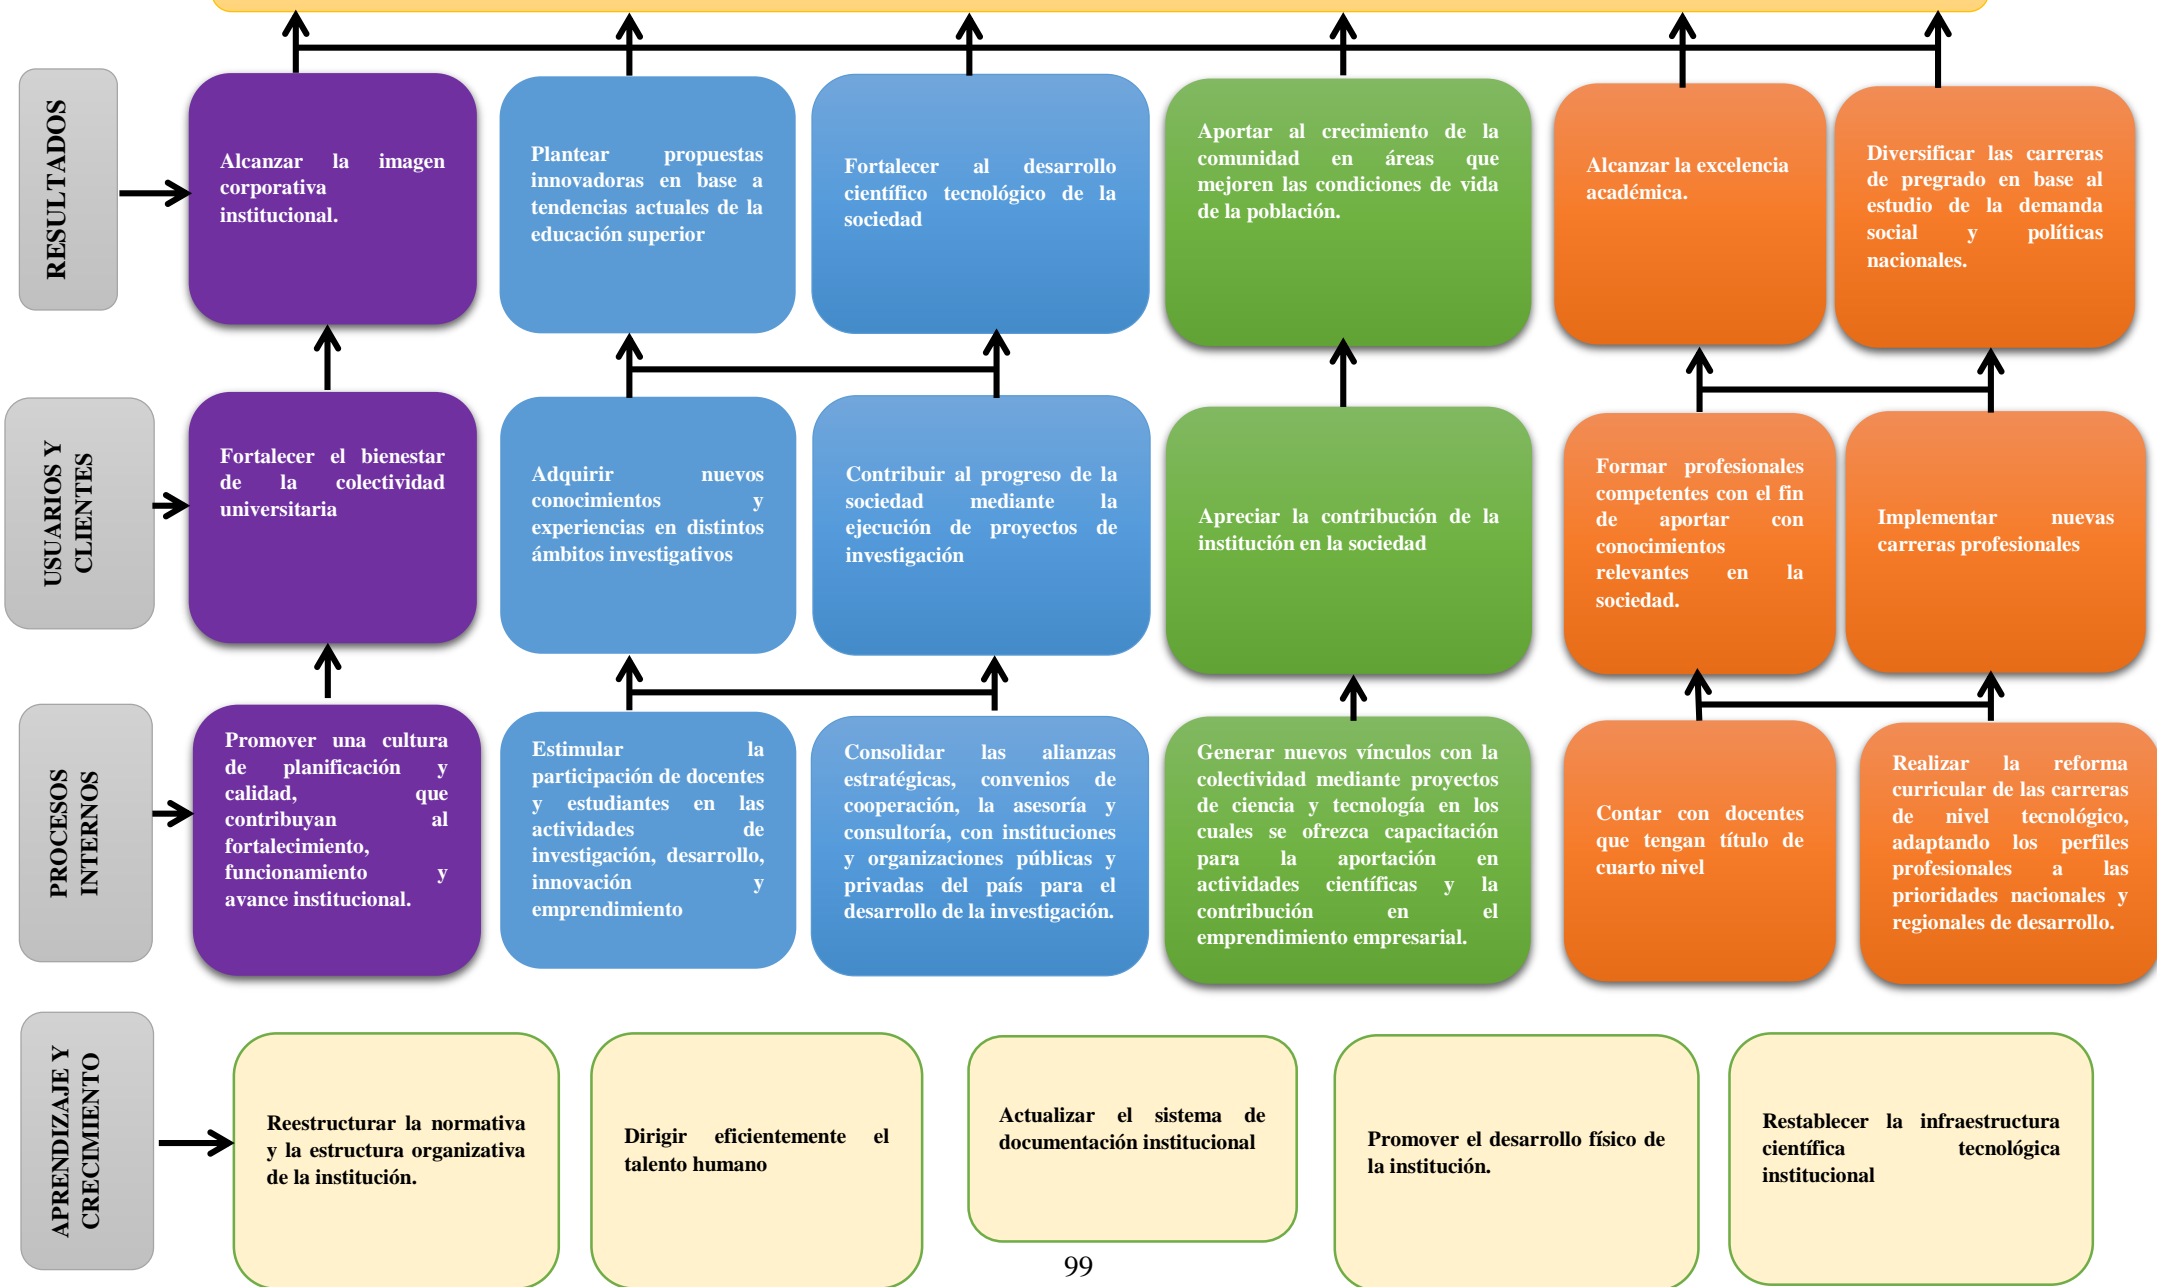 RESULTADOS
Alcanzar la imagen
corporativa
institucional.
Plantear propuestas
innovadoras en base a
tendencias actuales de la
educación superior
Fortalecer al desarrollo
científico tecnológico de la
sociedad
Aportar al crecimiento de la
comunidad en áreas que
mejoren las condiciones de vida
de la población.
Alcanzar la excelencia
académica.
Diversificar las carreras
de pregrado en base al
estudio de la demanda
social y políticas
nacionales.
USUARIOS Y
CLIENTES
Fortalecer el bienestar
de la colectividad
universitaria
Adquirir nuevos
conocimientos y
experiencias en distintos
ámbitos investigativos
Contribuir al progreso de la
sociedad mediante la
ejecución de proyectos de
investigación
Apreciar la contribución de la
institución en la sociedad
Formar profesionales
competentes con el fin
de aportar con
conocimientos
relevantes en la
sociedad.
Implementar nuevas
carreras profesionales
PROCESOS
INTERNOS
Promover una cultura
de planificación y
calidad, que
contribuyan al
fortalecimiento,
funcionamiento y
avance institucional.
Estimular la
participación de docentes
y estudiantes en las
actividades de
investigación, desarrollo,
innovación y
emprendimiento
Consolidar las alianzas
estratégicas, convenios de
cooperación, la asesoría y
consultoría, con instituciones
y organizaciones públicas y
privadas del país para el
desarrollo de la investigación.
Generar nuevos vínculos con la
colectividad mediante proyectos
de ciencia y tecnología en los
cuales se ofrezca capacitación
para la aportación en
actividades científicas y la
contribución en el
emprendimiento empresarial.
Contar con docentes
que tengan título de
cuarto nivel
Realizar la reforma
curricular de las carreras
de nivel tecnológico,
adaptando los perfiles
profesionales a las
prioridades nacionales y
regionales de desarrollo.
APRENDIZAJE Y
CRECIMIENTO
Reestructurar la normativa
y la estructura organizativa
de la institución.
Dirigir eficientemente el
talento humano
Actualizar el sistema de
documentación institucional
Promover el desarrollo físico de
la institución.
Restablecer la infraestructura
científica tecnológica
institucional
99